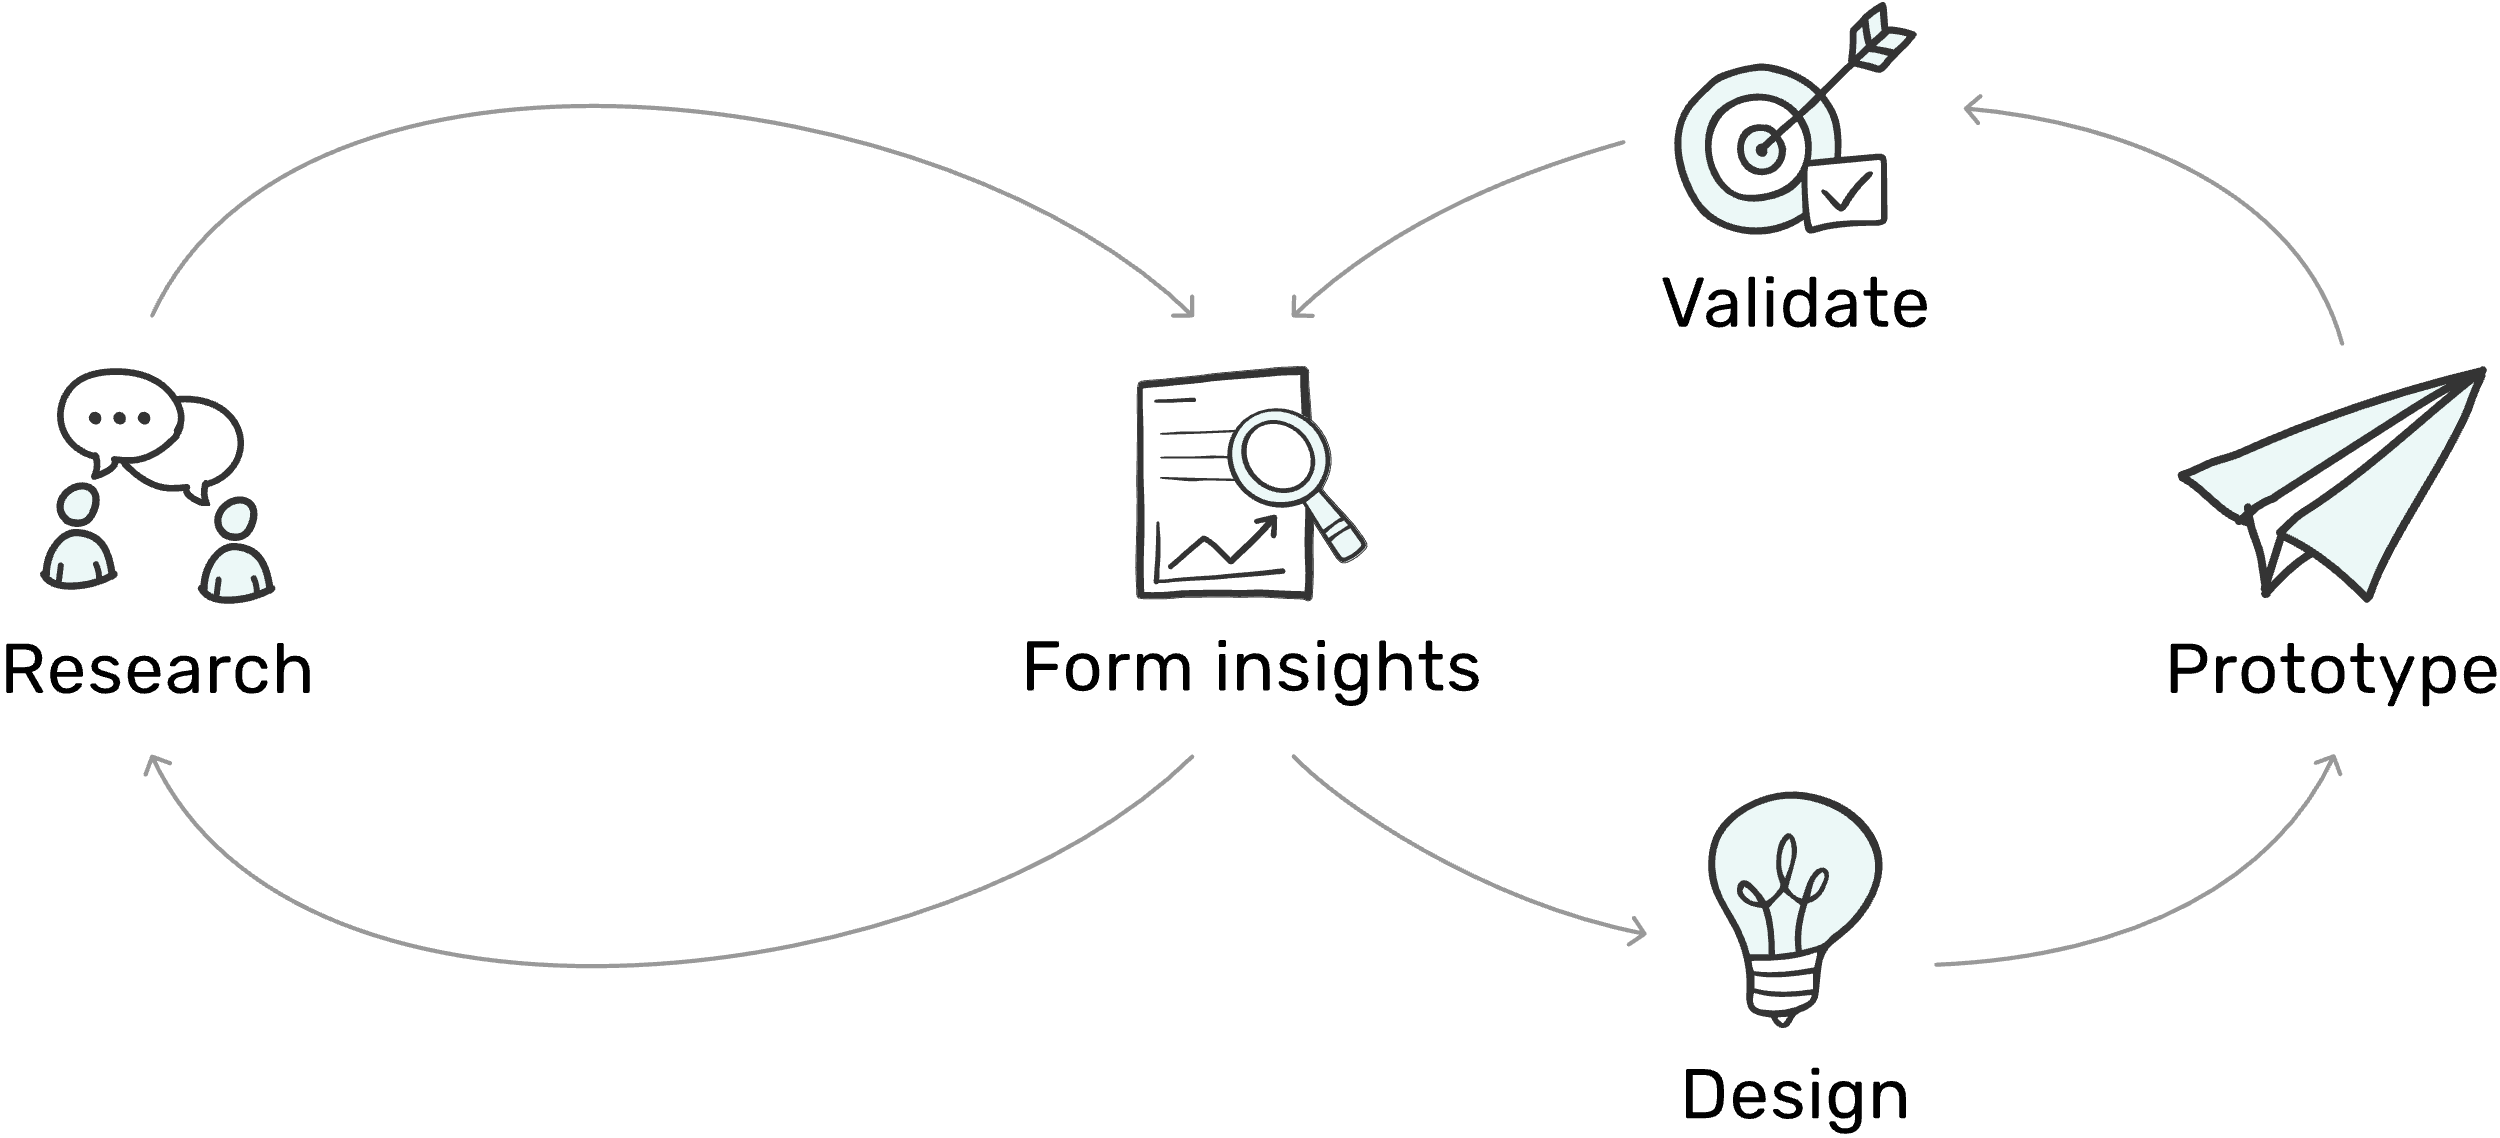 Validate
Research
Form insights
Prototype
Design